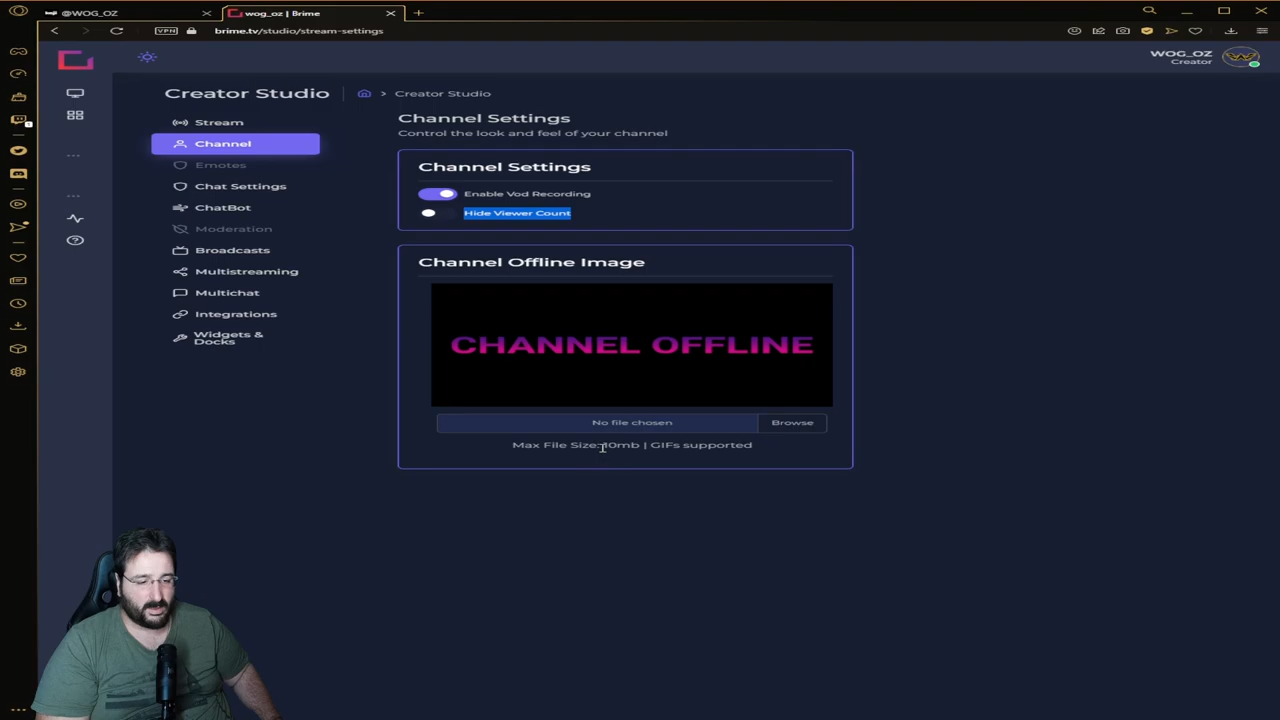 @WOG_OZ
wog_oz | Brime
VPN
brime.tv/studio/stream-settings
WOG_OZ
Creator
Creator Studio
Creator Studio
Stream
Channel
Emotes
Chat Settings
ChatBot
Moderation
Broadcasts
Multistreaming
Multichat
Integrations
Widgets &
Docks
Channel Settings
Control the look and feel of your channel
Channel Settings
Enable Vod Recording
Hide Viewer Count
Channel Offline Image
CHANNEL OFFLINE
No file chosen
Browse
Max File Size: 10mb | GIFs supported